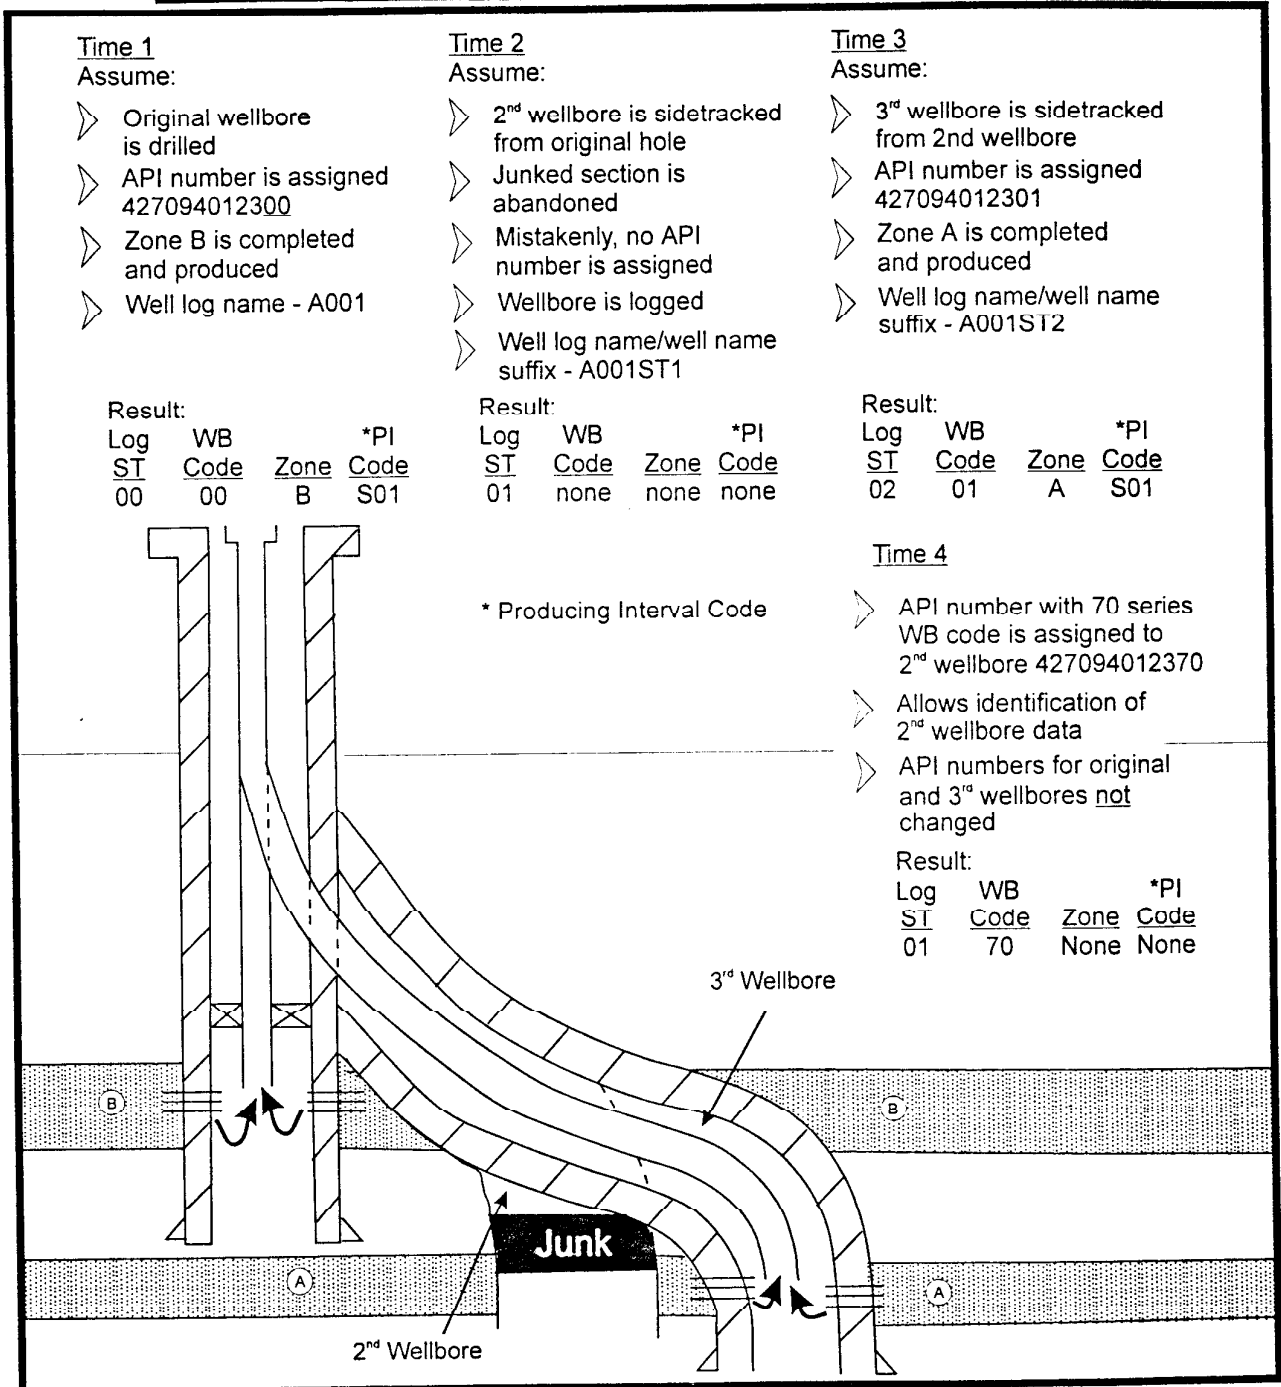 Time 1
Assume:
Original wellbore
is drilled
API number is assigned
427094012300
Zone B is completed
and produced
Well log name - A001
Result:
Log WB *PI
ST Code Zone Code
00 00 B S01
Time 2
Assume:
2nd wellbore is sidetracked
from original hole
Junked section is
abandoned
Mistakenly, no API
number is assigned
Wellbore is logged
Well log name/well name
suffix - A001ST1
Result:
Log WB *PI
ST Code Zone Code
01 none none none
Time 3
Assume:
3rd wellbore is sidetracked
from 2nd wellbore
API number is assigned
427094012301
Zone A is completed
and produced
Well log name/well name
suffix - A001ST2
Result:
Log WB *PI
ST Code Zone Code
02 01 A S01
* Producing Interval Code
Time 4
API number with 70 series
WB code is assigned to
2nd wellbore 427094012370
Allows identification of
2nd wellbore data
API numbers for original
and 3rd wellbores not
changed
Result:
Log WB *PI
ST Code Zone Code
01 70 None None
3rd Wellbore
B
B
Junk
A
A
2nd Wellbore